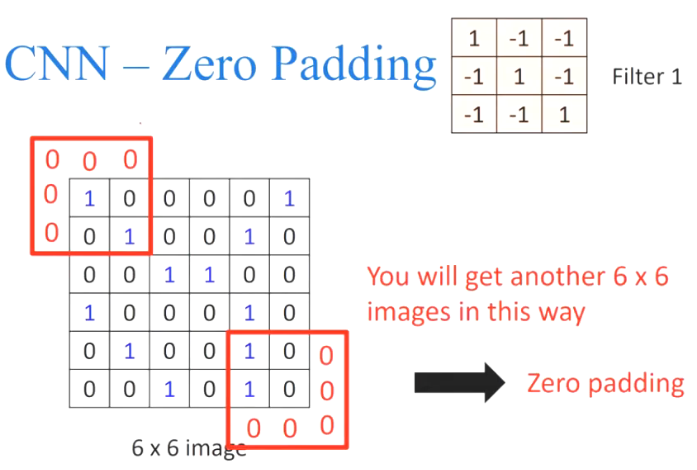 CNN – Zero Padding
1 -1 -1
-1 1 -1
-1 -1 1
Filter 1
0 0 0
0 1 0 0 0 0 1
0 0 1 0 0 1 0
0 0 1 1 0 0
1 0 0 0 1 0
0 1 0 0 1 0 0
0 0 1 0 1 0 0
0 0 0
6 x 6 image
You will get another 6 x 6
images in this way
Zero padding